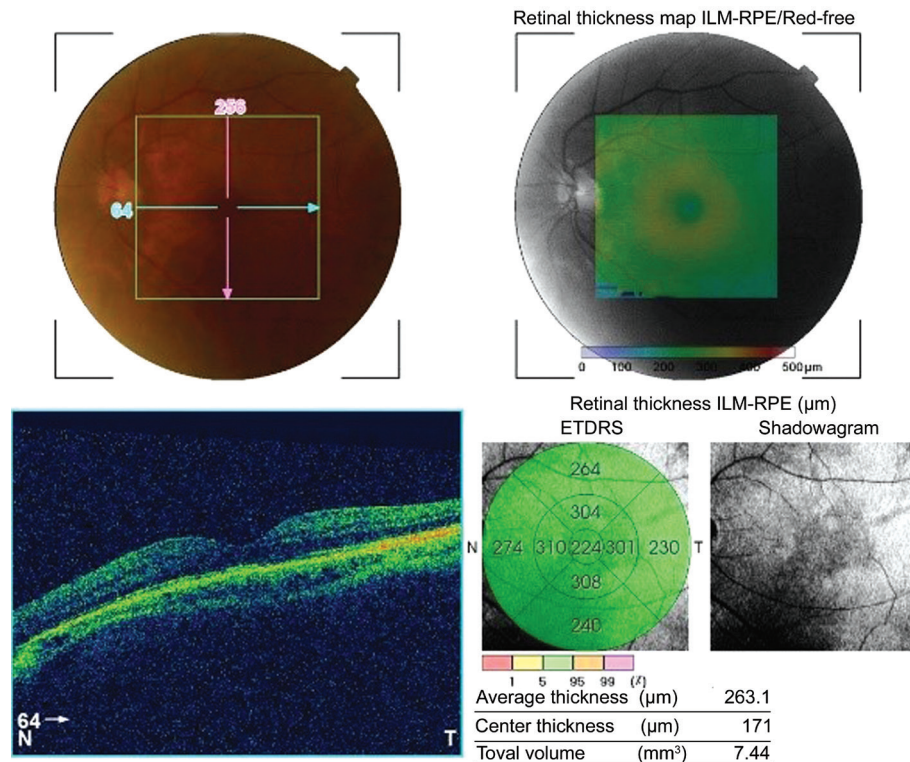 Retinal thickness map ILM-RPE/Red-free
256
64
0 100 200 300 400 500 µm
Retinal thickness ILM-RPE (µm)
ETDRS Shadowagram
264
304
N 274 310 224 301 230 T
308
240
1 5 95 99 (%)
64
N T
Average thickness (µm) 263.1
Center thickness (µm) 171
Toval volume (mm³) 7.44